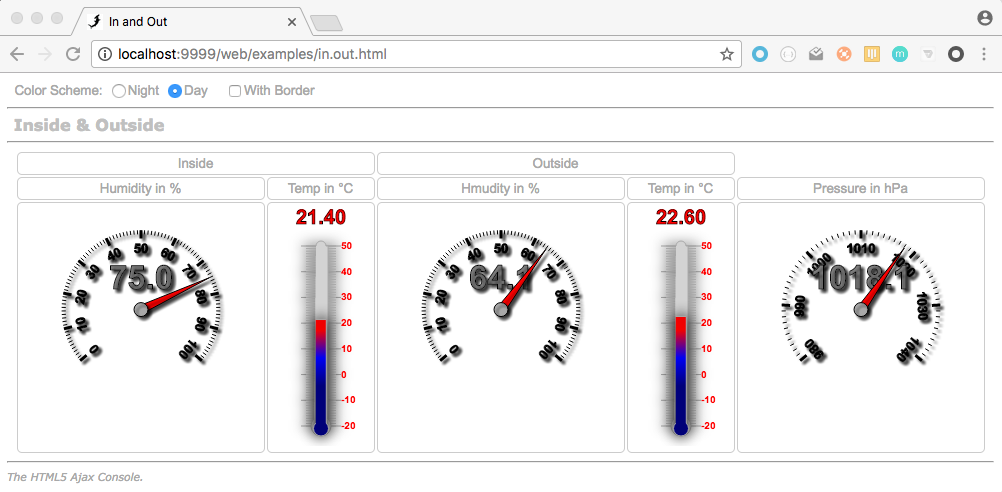 In and Out
localhost:9999/web/examples/in.out.html
Color Scheme: Night Day With Border
Inside & Outside
Inside Outside
Humidity in % Temp in °C Hmudity in % Temp in °C Pressure in hPa
75.0
0 10 20 30 40 50 60 70 80 90 100
21.40
50
40
30
20
10
0
-10
-20
64.1
0 10 20 30 40 50 60 70 80 90 100
22.60
50
40
30
20
10
0
-10
-20
1018.1
980 990 1000 1010 1020 1030 1040
The HTML5 Ajax Console.